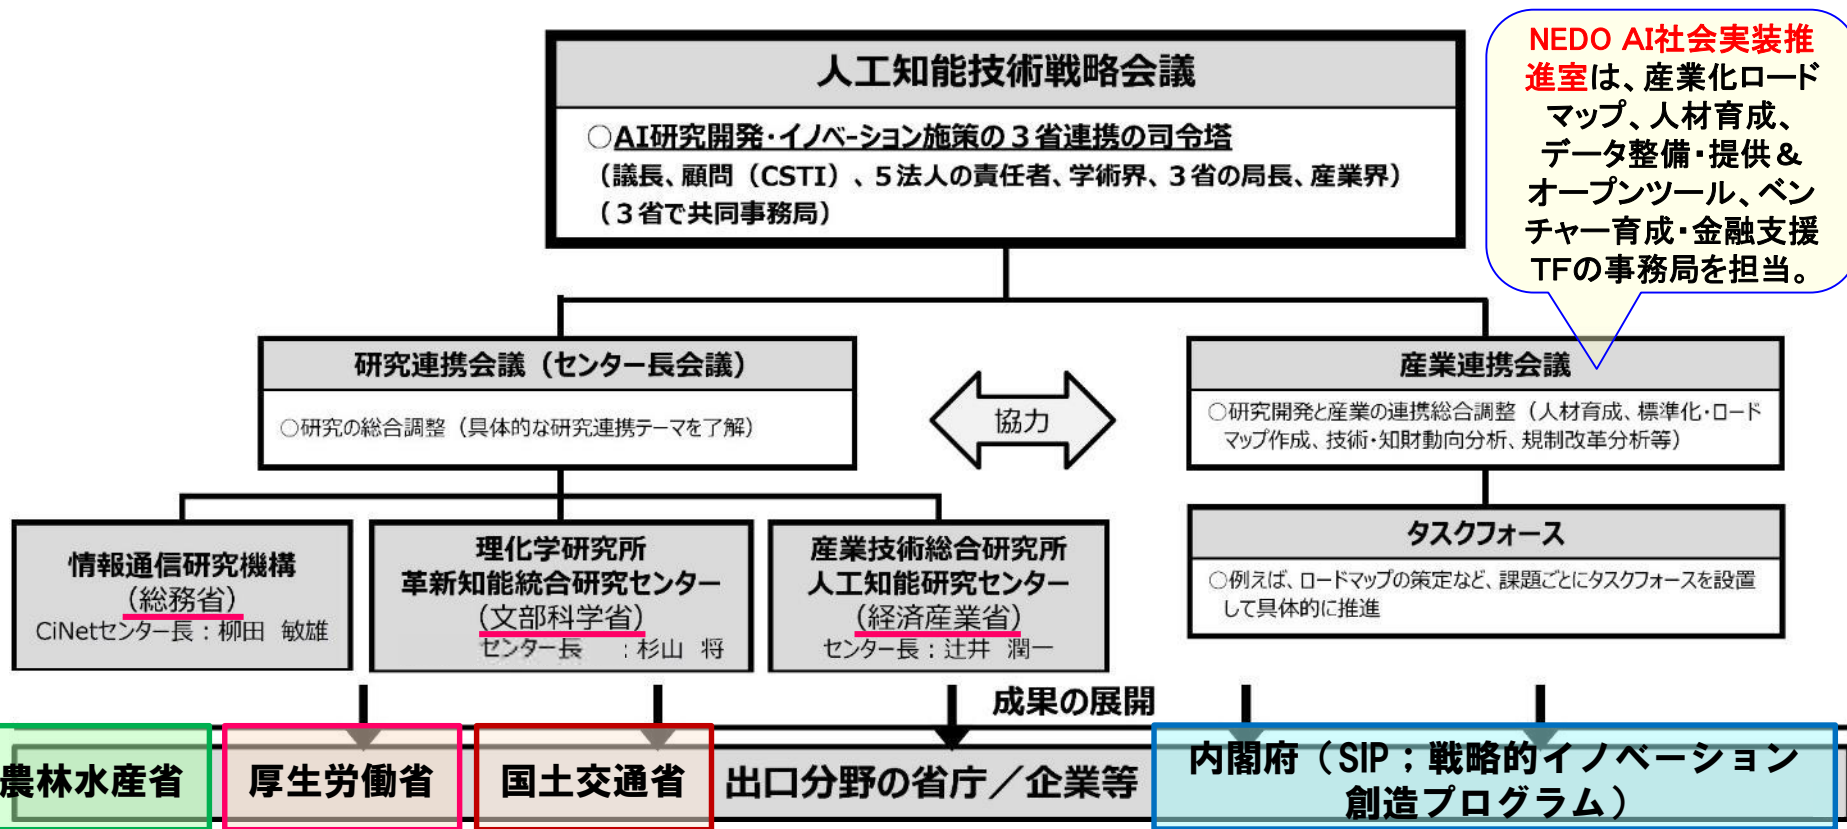 人工知能技術戦略会議
○AI研究開発・イノベーション施策の３省連携の司令塔
（議長、顧問（CSTI）、５法人の責任者、学術界、３省の局長、産業界）
（３省で共同事務局）
NEDO AI社会実装推
進室は、産業化ロード
マップ、人材育成、
データ整備・提供＆
オープンツール、ベン
チャー育成・金融支援
TFの事務局を担当。
研究連携会議（センター長会議）
○研究の総合調整（具体的な研究連携テーマを了解）
協力
産業連携会議
○研究開発と産業の連携総合調整（人材育成、標準化・ロード
マップ作成、技術・知財動向分析、規制改革分析等）
情報通信研究機構
（総務省）
CiNetセンター長：柳田 敏雄
理化学研究所
革新知能統合研究センター
（文部科学省）
センター長 ：杉山 将
産業技術総合研究所
人工知能研究センター
（経済産業省）
センター長：辻井 潤一
タスクフォース
○例えば、ロードマップの策定など、課題ごとにタスクフォースを設置
して具体的に推進
成果の展開
農林水産省
厚生労働省
国土交通省
出口分野の省庁／企業等
内閣府（SIP；戦略的イノベーション
創造プログラム）